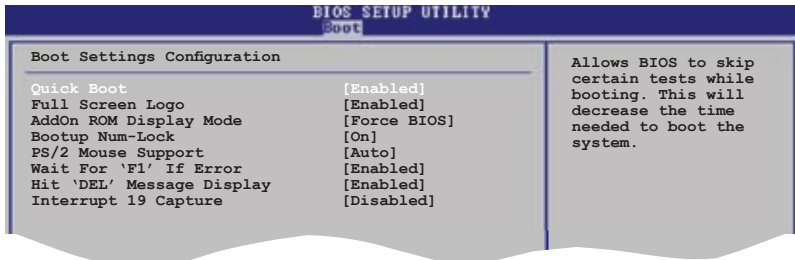 BIOS SETUP UTILITY
Boot
Boot Settings Configuration
Quick Boot [Enabled]
Full Screen Logo [Enabled]
AddOn ROM Display Mode [Force BIOS]
Bootup Num-Lock [On]
PS/2 Mouse Support [Auto]
Wait For ‘F1’ If Error [Enabled]
Hit ‘DEL’ Message Display [Enabled]
Interrupt 19 Capture [Disabled]
Allows BIOS to skip
certain tests while
booting. This will
decrease the time
needed to boot the
system.